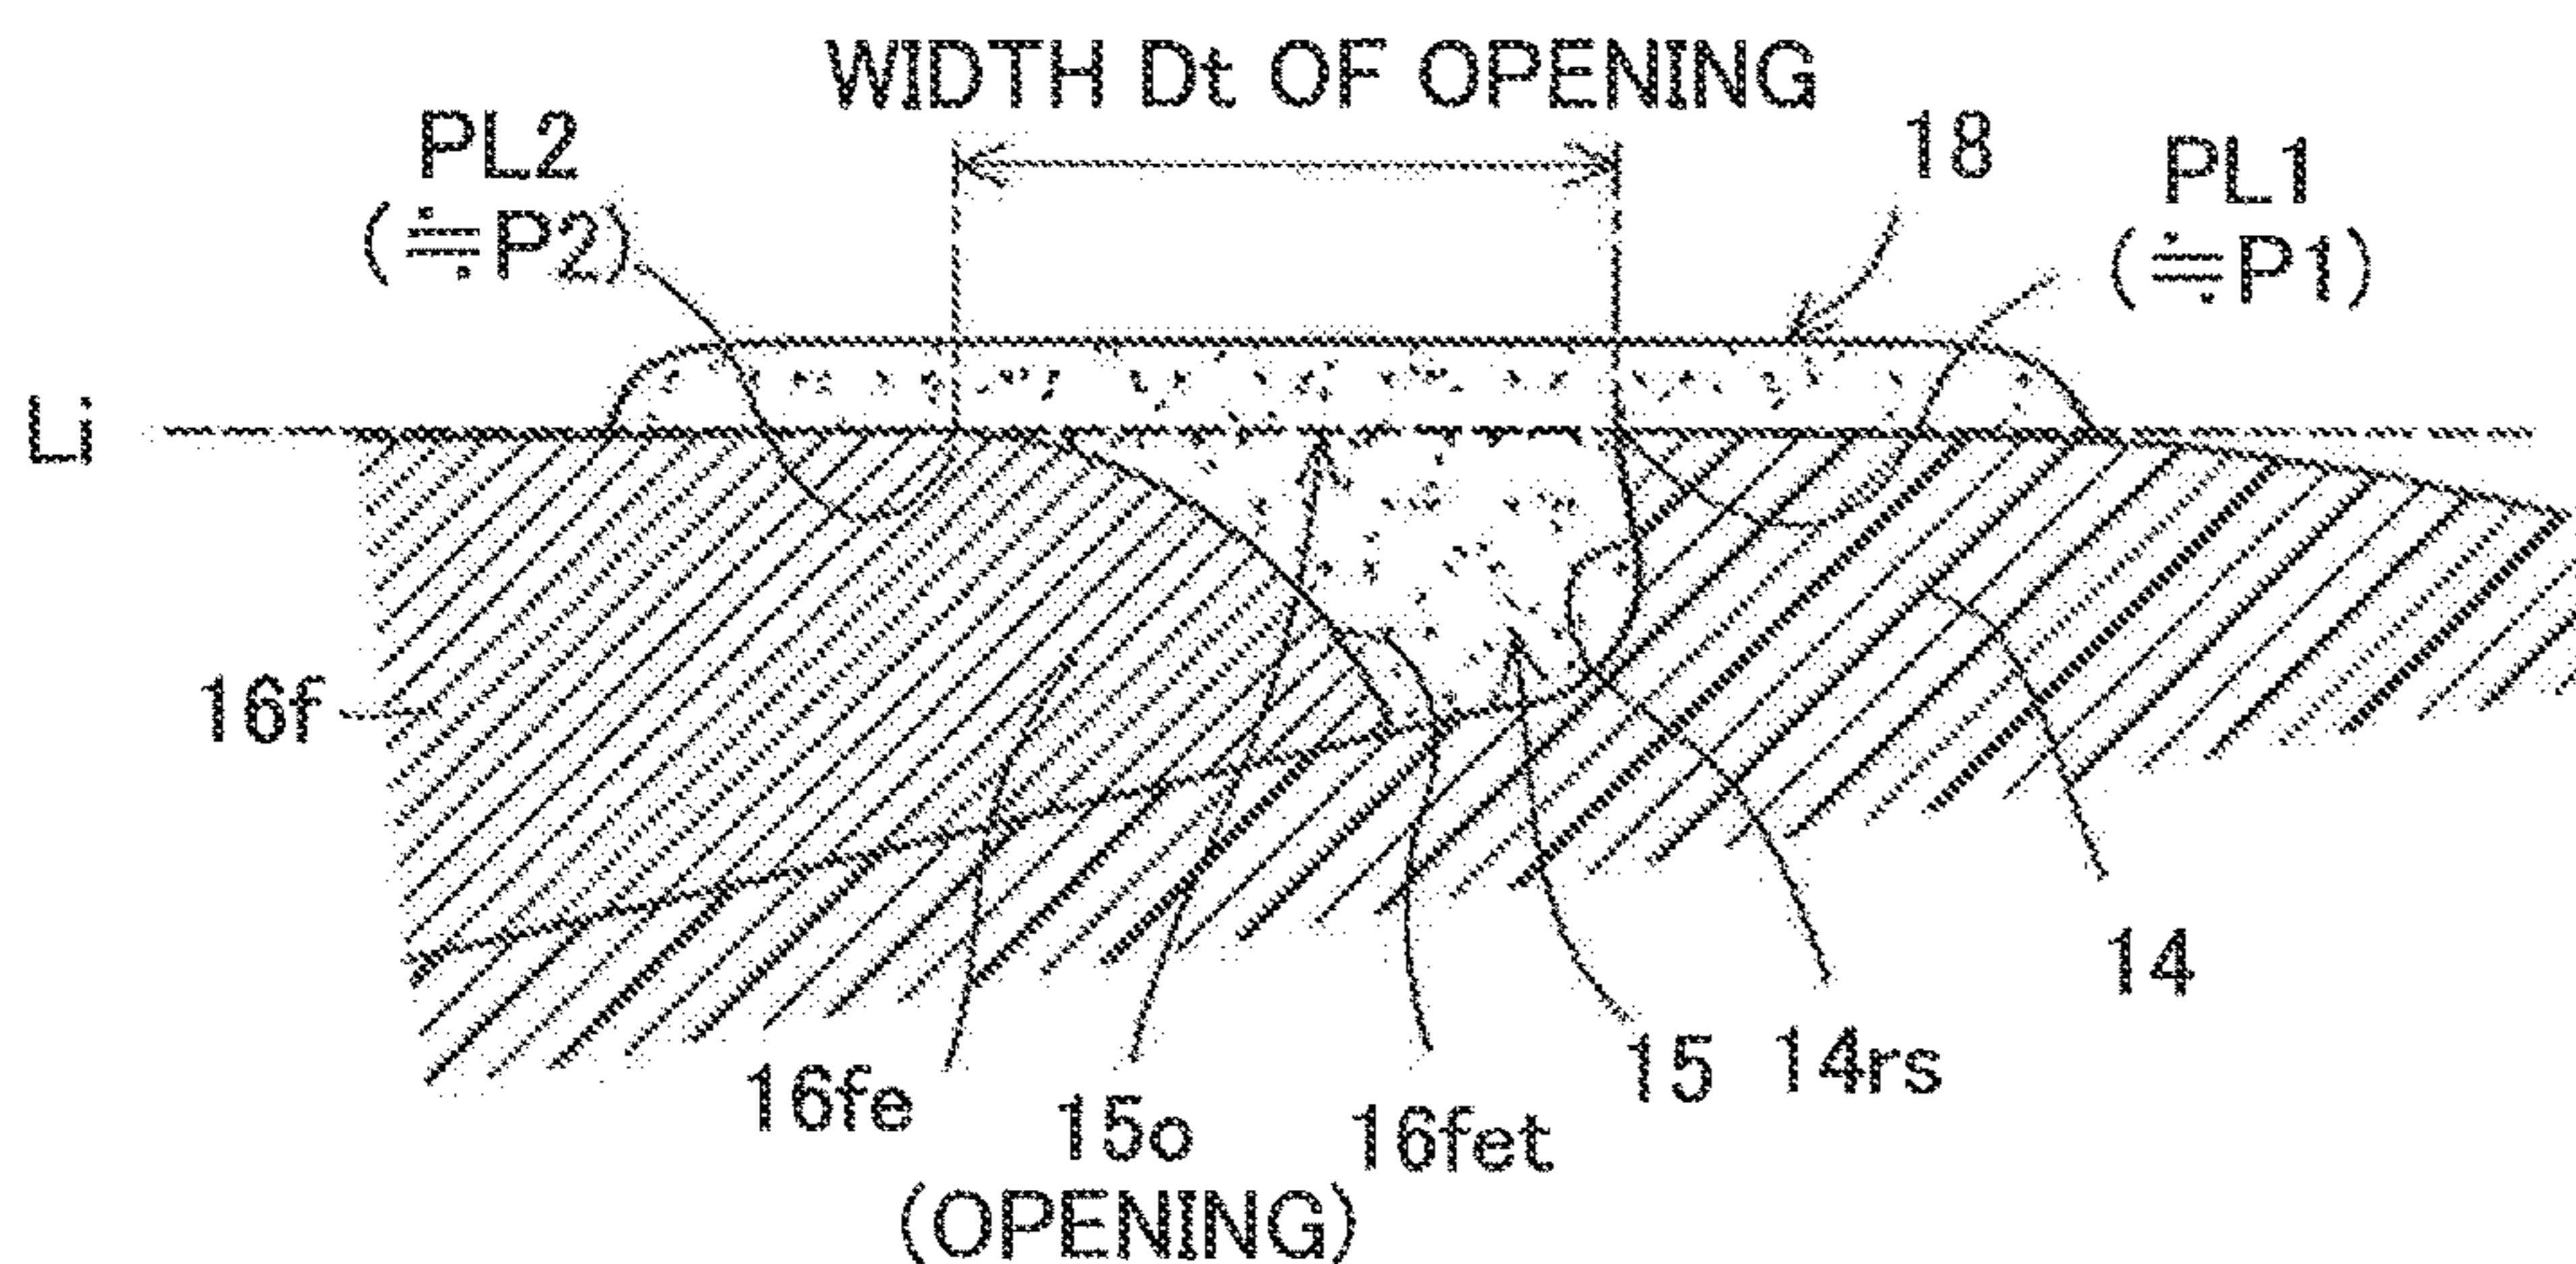 WIDTH Dt OF OPENING
PL2
(≒P2)
18
PL1
(≒P1)
Li
16f
14
16fe
15o
(OPENING)
16fet
15
14rs